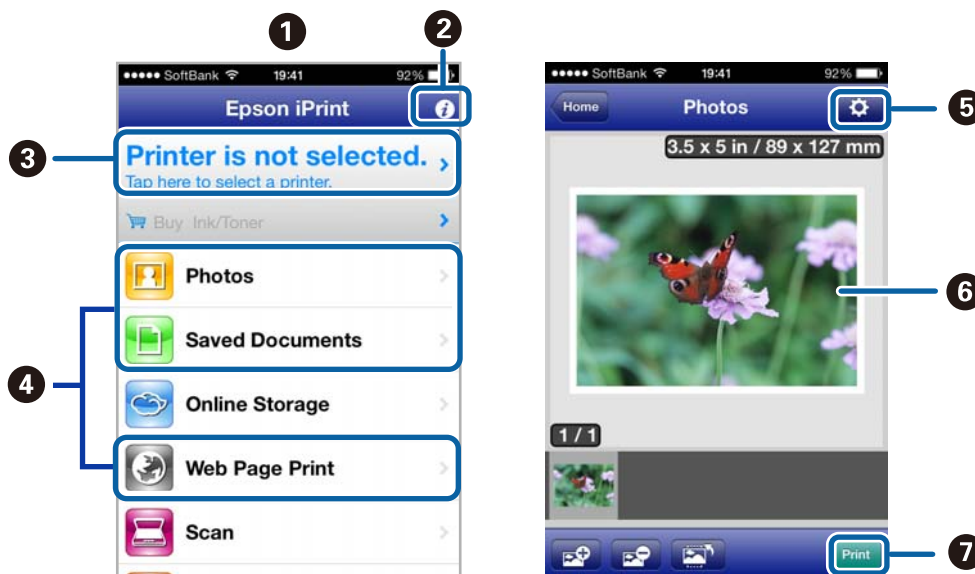 1
2
●●●●● SoftBank 19:41 92%
Epson iPrint
3
Printer is not selected.
Tap here to select a printer.
Buy Ink/Toner
Photos
Saved Documents
4
Online Storage
Web Page Print
Scan
●●●●● SoftBank 19:41 92%
Home Photos
5
3.5 x 5 in / 89 x 127 mm
6
1 / 1
Print
7